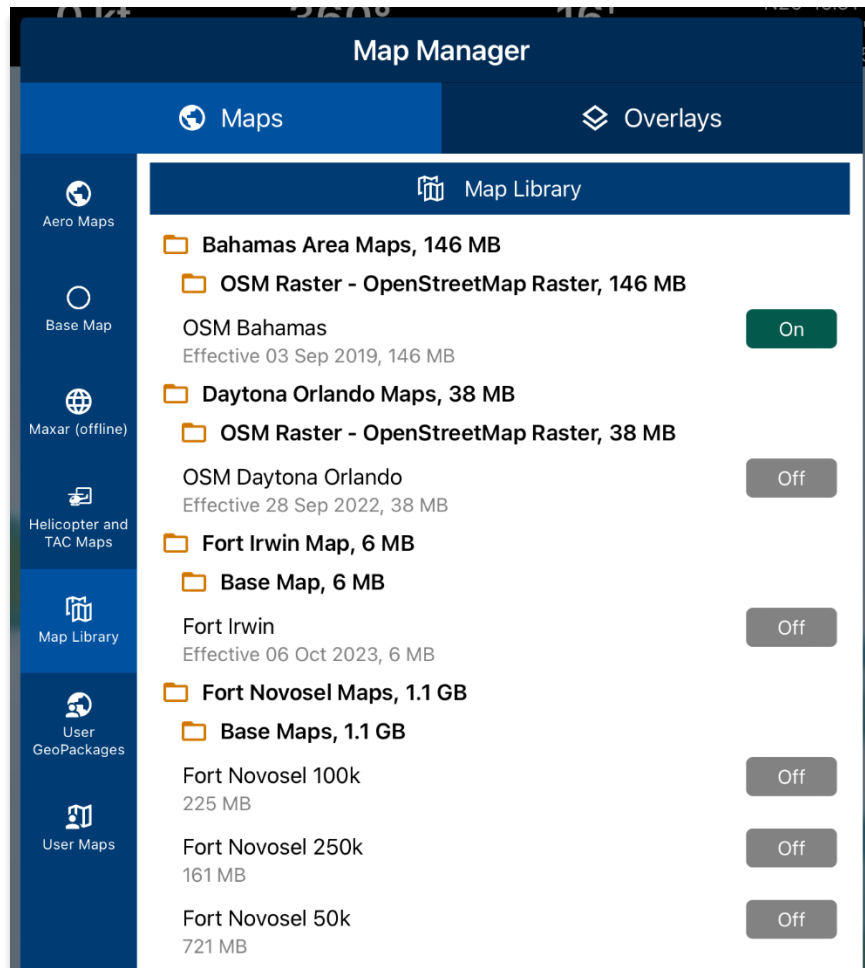 0 kt 360° 16'
Map Manager
Maps
Overlays
Aero Maps
Base Map
Maxar (offline)
Helicopter and
TAC Maps
Map Library
User
GeoPackages
User Maps
Map Library
Bahamas Area Maps, 146 MB
OSM Raster - OpenStreetMap Raster, 146 MB
OSM Bahamas
On
Effective 03 Sep 2019, 146 MB
Daytona Orlando Maps, 38 MB
OSM Raster - OpenStreetMap Raster, 38 MB
OSM Daytona Orlando
Off
Effective 28 Sep 2022, 38 MB
Fort Irwin Map, 6 MB
Base Map, 6 MB
Fort Irwin
Off
Effective 06 Oct 2023, 6 MB
Fort Novosel Maps, 1.1 GB
Base Maps, 1.1 GB
Fort Novosel 100k
Off
225 MB
Fort Novosel 250k
Off
161 MB
Fort Novosel 50k
Off
721 MB